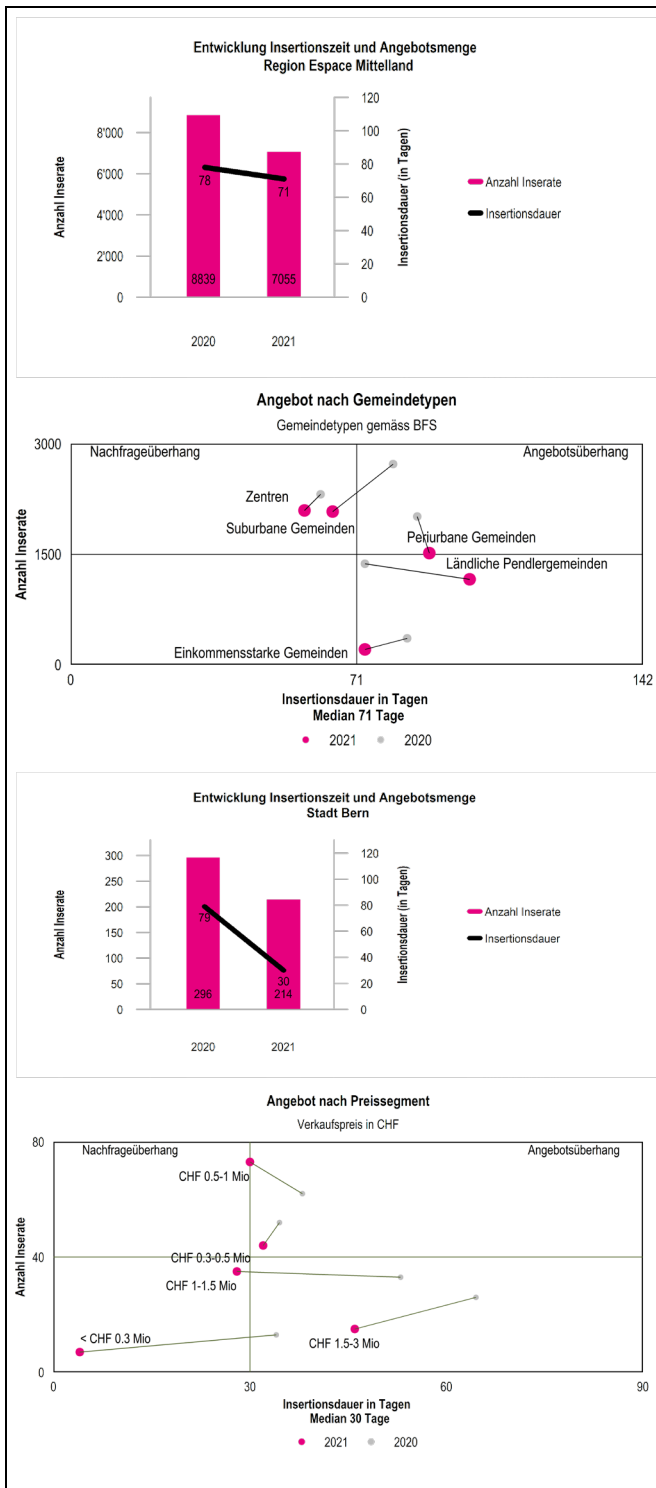 Entwicklung Insertionszeit und Angebotsmenge
Region Espace Mittelland
Anzahl Inserate
8'000
6'000
4'000
2'000
0
78
71
8839
7055
2020
2021
120
100
80
60
40
20
0
Insertionsdauer (in Tagen)
Anzahl Inserate
Insertionsdauer
Angebot nach Gemeindetypen
Gemeindetypen gemäss BFS
3000
1500
0
Anzahl Inserate
Nachfrageüberhang
Angebotsüberhang
Zentren
Suburbane Gemeinden
Periurbane Gemeinden
Ländliche Pendlergemeinden
Einkommensstarke Gemeinden
0
71
142
Insertionsdauer in Tagen
Median 71 Tage
2021
2020
Entwicklung Insertionszeit und Angebotsmenge
Stadt Bern
Anzahl Inserate
300
250
200
150
100
50
0
79
30
296
214
2020
2021
120
100
80
60
40
20
0
Insertionsdauer (in Tagen)
Anzahl Inserate
Insertionsdauer
Angebot nach Preissegment
Verkaufspreis in CHF
80
40
0
Anzahl Inserate
Nachfrageüberhang
Angebotsüberhang
CHF 0.5-1 Mio
CHF 0.3-0.5 Mio
CHF 1-1.5 Mio
CHF 1.5-3 Mio
< CHF 0.3 Mio
0
30
60
90
Insertionsdauer in Tagen
Median 30 Tage
2021
2020